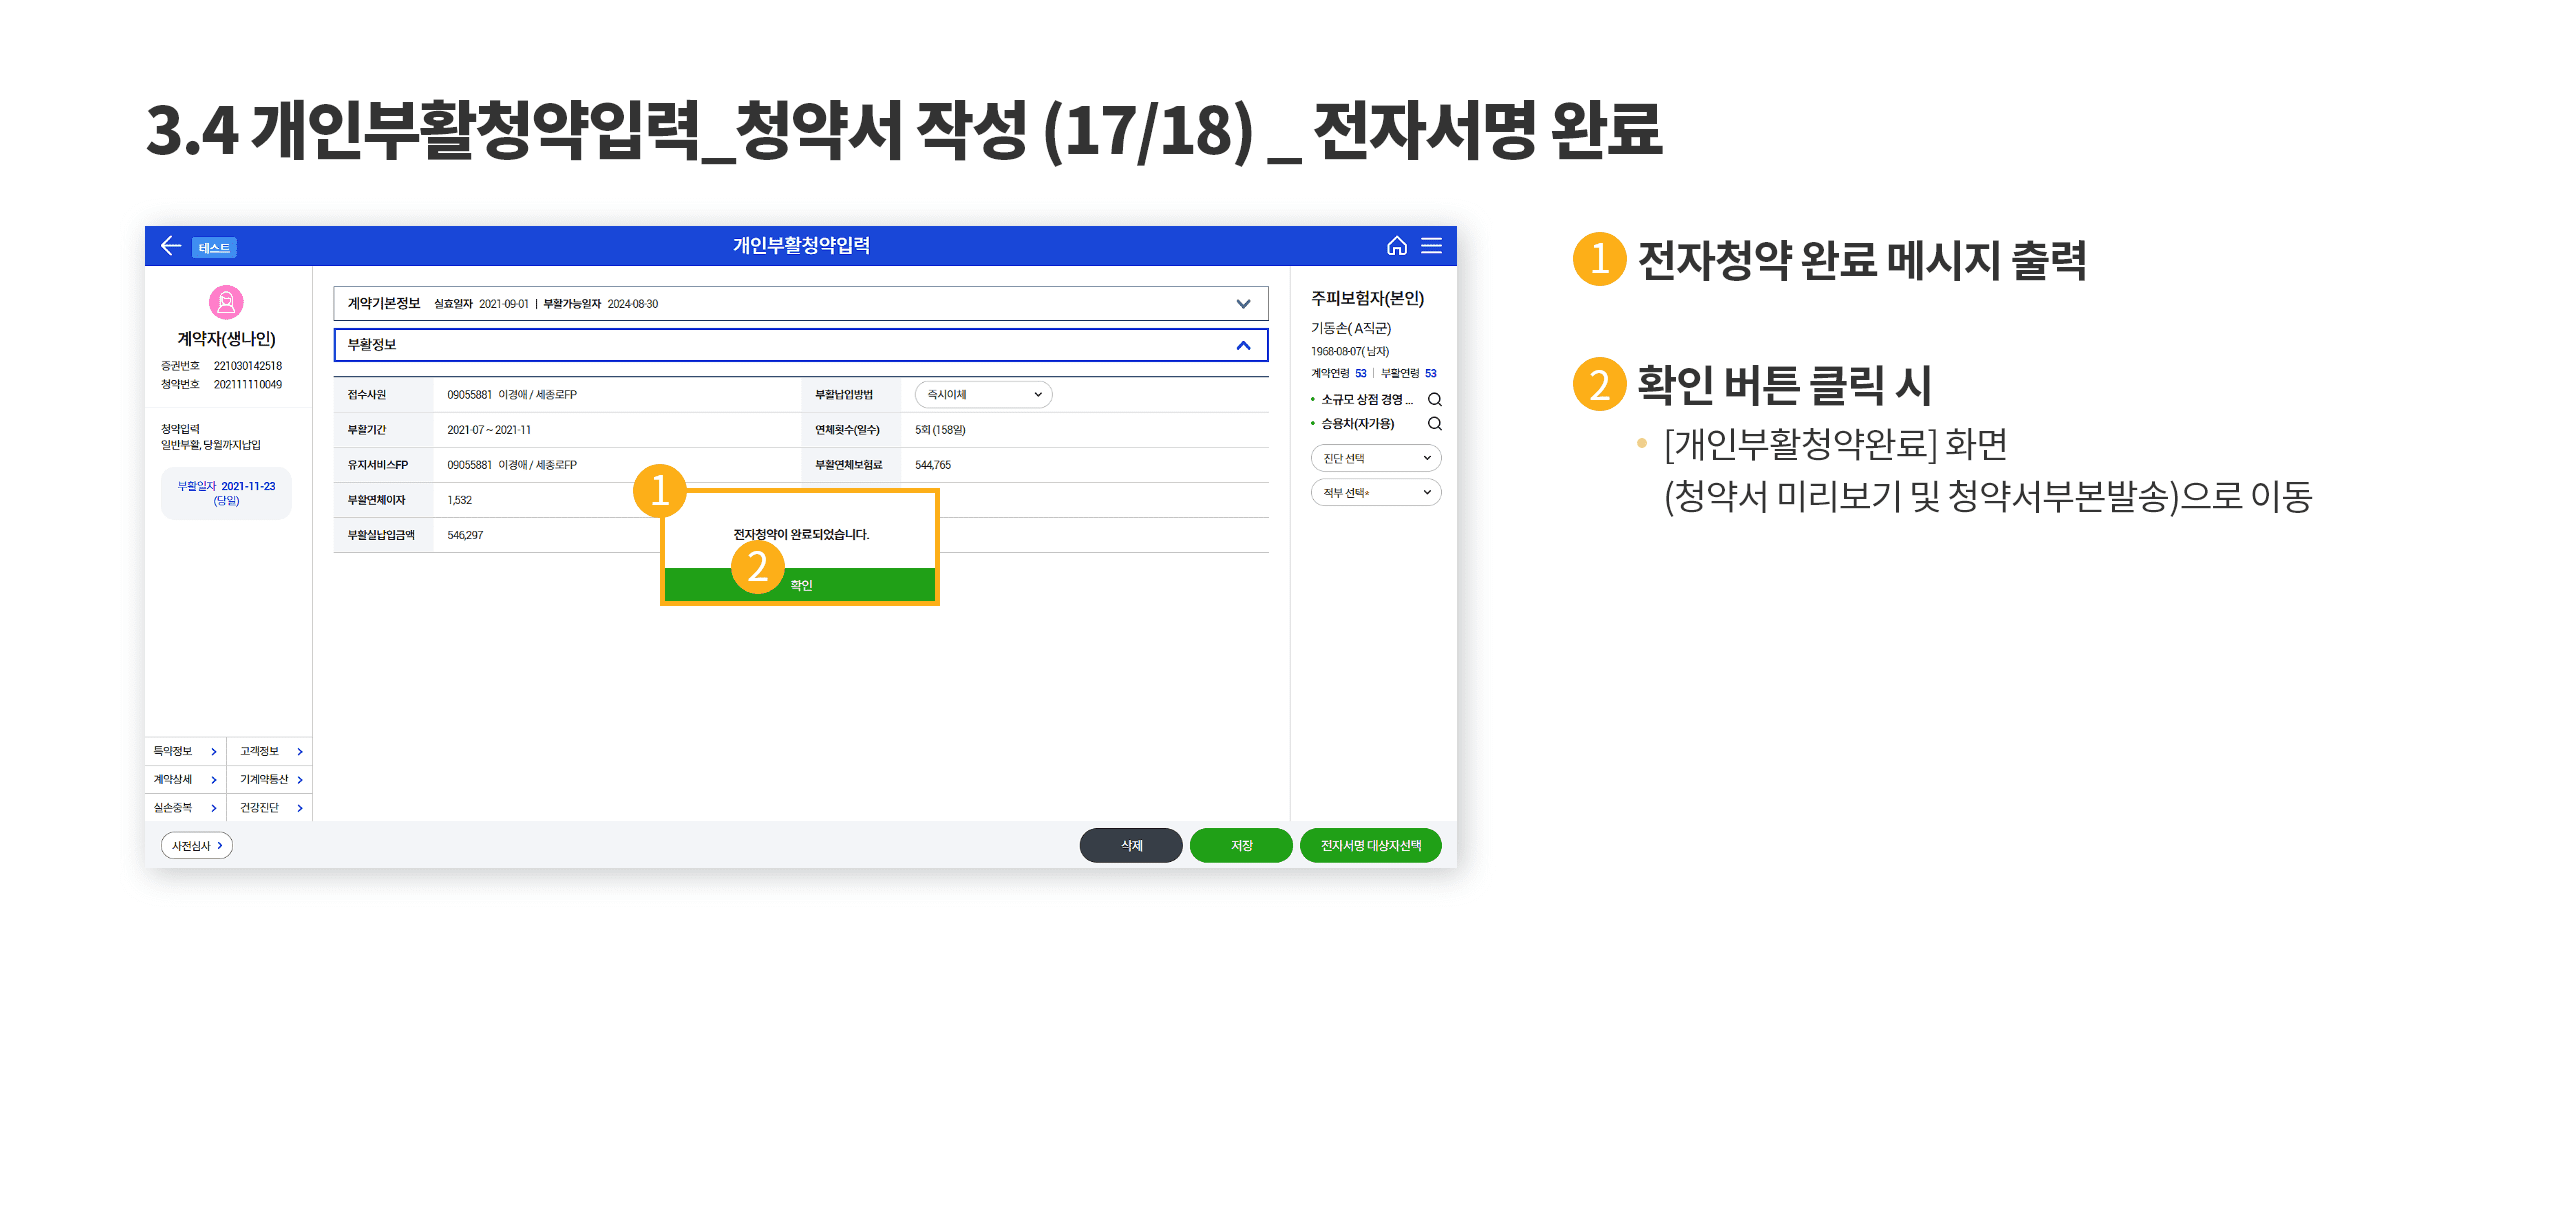 3.4 개인부활청약입력_청약서 작성 (17/18) _ 전자서명 완료
테스트
개인부활청약입력
계약자(생나인)
증권번호 221030142518
청약번호 202111110049
청약입력
일반부활, 당월까지납입
부활일자 2021-11-23
(당일)
특약정보 고객정보
계약상세 기계약통산
실손중복 건강진단
사전심사
계약기본정보 실효일자 2021-09-01 | 부활가능일자 2024-08-30
부활정보
접수사원 09055881 이경애 / 세종로FP 부활납입방법 즉시이체
부활기간 2021-07 ~ 2021-11 연체횟수(일수) 5회 (158일)
유지서비스FP 09055881 이경애 / 세종로FP 부활연체보험료 544,765
부활연체이자 1,532
부활실납입금액 546,297
1
전자청약이 완료되었습니다.
2
확인
주피보험자(본인)
기동손( A직군)
1968-08-07( 남자)
계약연령 53 | 부활연령 53
소규모 상점 경영 ...
승용차(자가용)
진단 선택
적부 선택*
삭제 저장 전자서명 대상자선택
1 전자청약 완료 메시지 출력
2 확인 버튼 클릭 시
• [개인부활청약완료] 화면
(청약서 미리보기 및 청약서부본발송)으로 이동